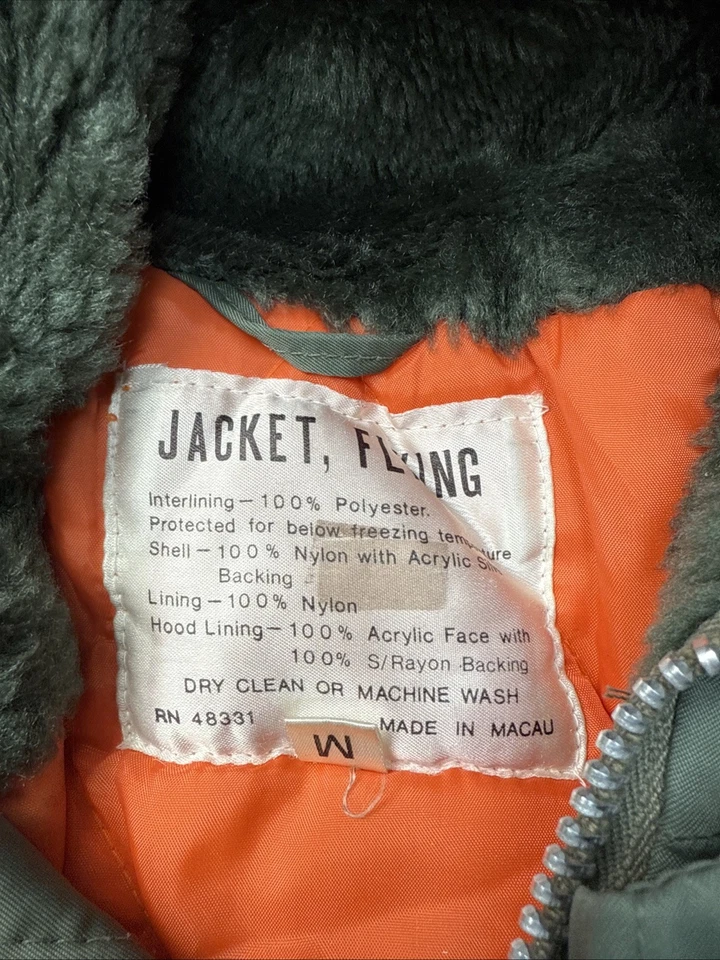 JACKET, FLYING
Interlining – 100% Polyester.
Protected for below freezing temperature
Shell – 100% Nylon with Acrylic
Backing
Lining – 100% Nylon
Hood Lining – 100% Acrylic Face with
100% S/Rayon Backing
DRY CLEAN OR MACHINE WASH
RN 48331
MADE IN MACAU
M